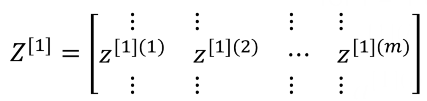 ⋮ ⋮ ⋮ ⋮
Z^{[1]} = [ z^{[1](1)} z^{[1](2)} … z^{[1](m)} ]
⋮ ⋮ ⋮ ⋮